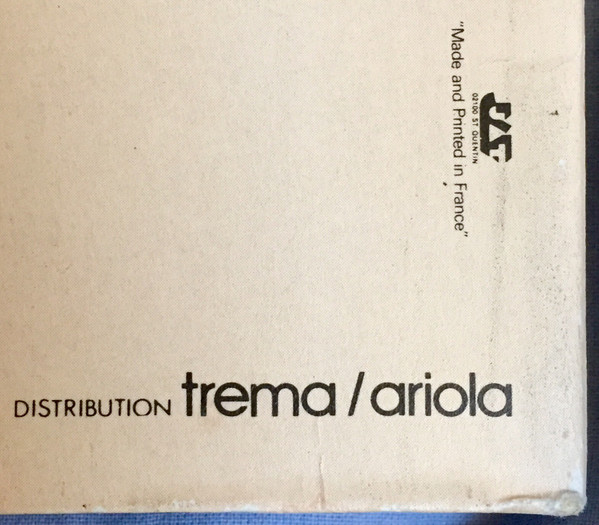 "Made and Printed in France"
02100 ST QUENTIN
DISTRIBUTION trema / ariola